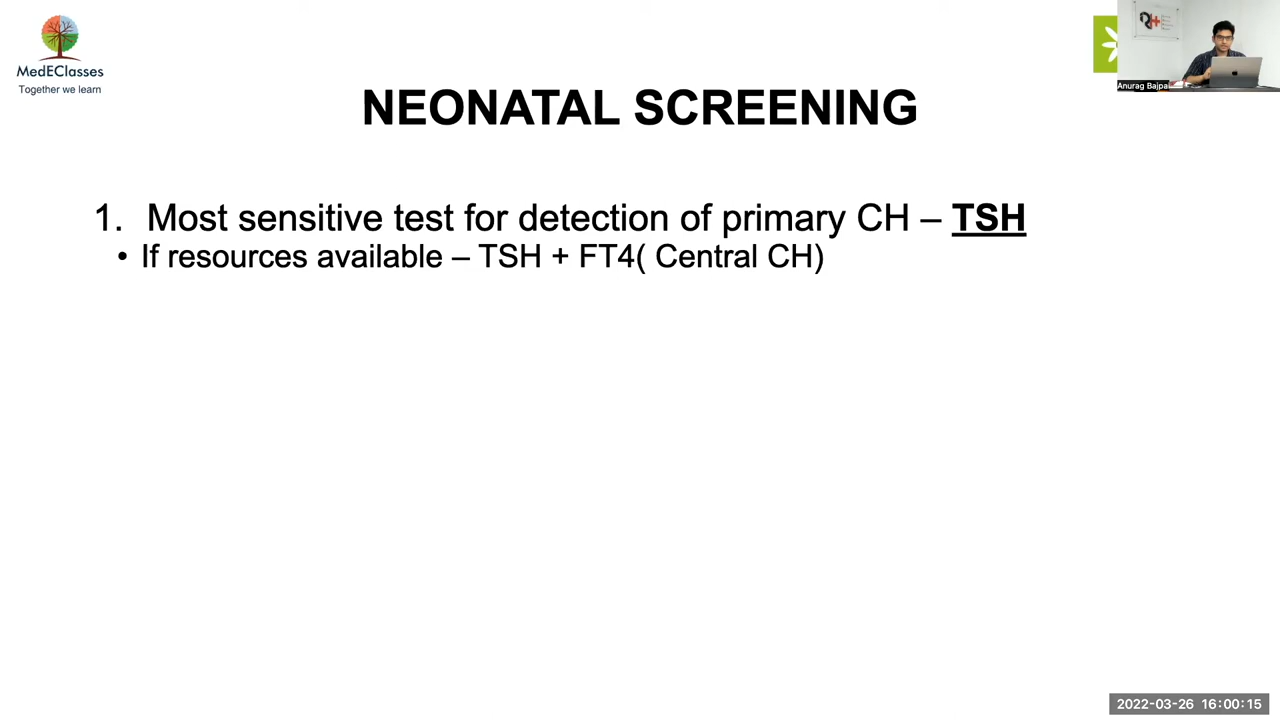 MedEClasses
Together we learn
RH+
Anurag Bajpai
NEONATAL SCREENING
1. Most sensitive test for detection of primary CH – TSH
• If resources available – TSH + FT4( Central CH)
2022-03-26 16:00:15